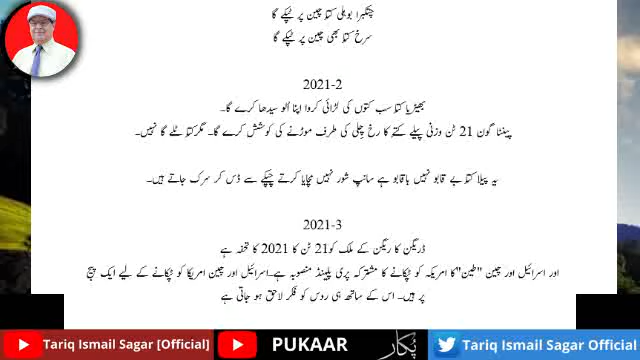 چتکبرا بوہلی کتا چین پر ٹپکے گا
سرخ کتا بھی چین پر ٹپکے گا
2021-2
بھیڑیا کتا سب کتوں کی لڑائی کروا اپنا الو سیدھا کرے گا۔
پینٹا گون 21 ٹن وزنی پیلے کتے کا رخ چلی کی طرف موڑنے کی کوشش کرے گا۔ مگر کتا ٹلے گا نہیں۔
یہ پیلا کتا بے قابو نہیں باقابو ہے سانپ شور نہیں مچایا کرتے چپکے سے ڈس کر سرک جاتے ہیں۔
2021-3
ڈریگن کا ریگن کے ملک کو 21 ٹن کا 2021 کا تحفہ ہے
اور اسرائیل اور چین "طین" کا امریکہ کو ٹپکانے کا مشترکہ پری پلینڈ منصوبہ ہے۔اسرائیل اور چین امریکا کو ٹپکانے کے لیے ایک پیج
پر ہیں۔ اس کے ساتھ ہی روس کو فکر لاحق ہو جاتی ہے
Tariq Ismail Sagar [Official]
PUKAAR
پکار
Tariq Ismail Sagar Official